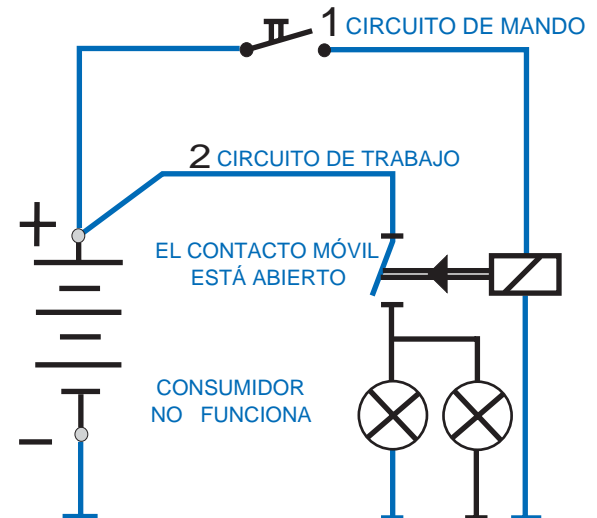 1 CIRCUITO DE MANDO
2 CIRCUITO DE TRABAJO
+
EL CONTACTO MÓVIL
ESTÁ ABIERTO
CONSUMIDOR
NO FUNCIONA
-